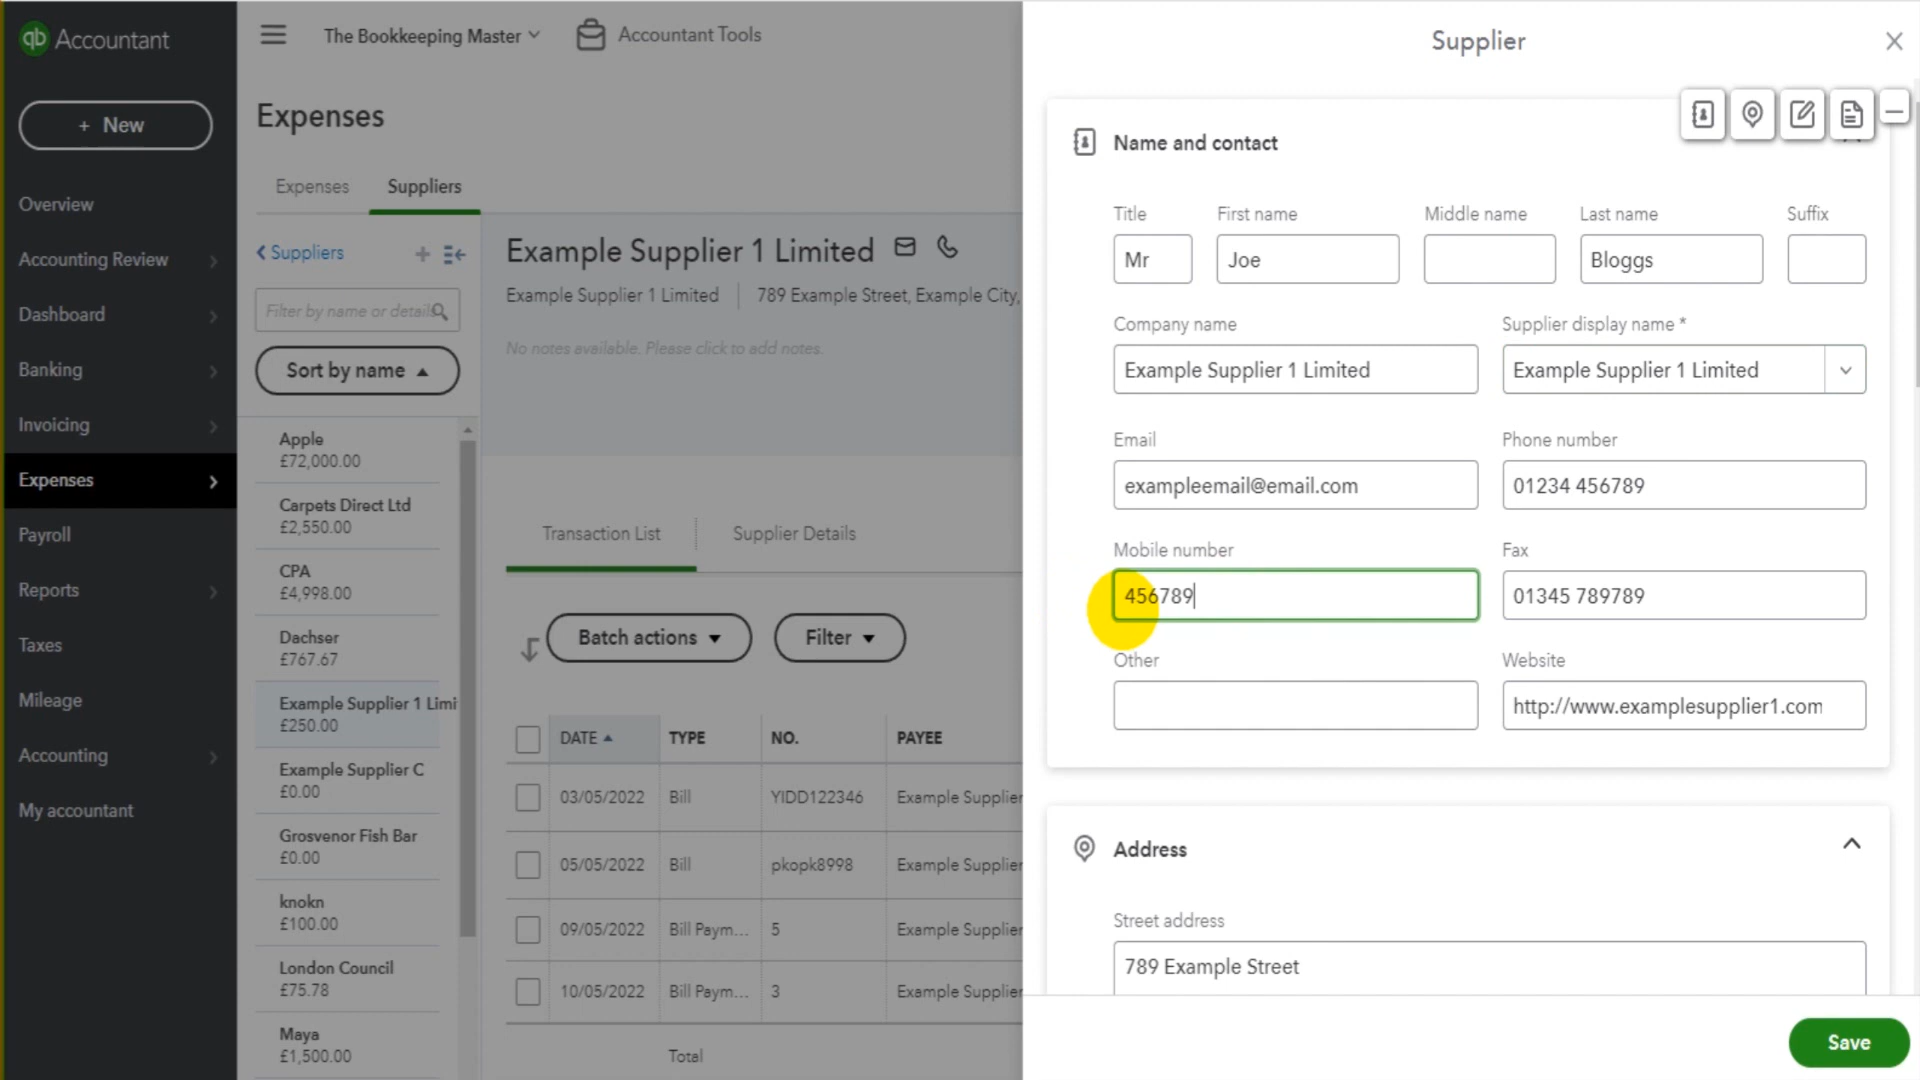 qb Accountant
+ New
Overview
Accounting Review
Dashboard
Banking
Invoicing
Expenses
Payroll
Reports
Taxes
Mileage
Accounting
My accountant
The Bookkeeping Master
Accountant Tools
Expenses
Expenses
Suppliers
Suppliers
Filter by name or details
Sort by name
Apple
£72,000.00
Carpets Direct Ltd
£2,550.00
CPA
£4,998.00
Dachser
£767.67
Example Supplier 1 Limi
£250.00
Example Supplier C
£0.00
Grosvenor Fish Bar
£0.00
knokn
£100.00
London Council
£75.78
Maya
£1,500.00
Example Supplier 1 Limited
Example Supplier 1 Limited
789 Example Street, Example City,
No notes available. Please click to add notes.
Transaction List
Supplier Details
Batch actions
Filter
DATE TYPE NO. PAYEE
03/05/2022 Bill YIDD122346 Example Supplier
05/05/2022 Bill pkopk8998 Example Supplier
09/05/2022 Bill Paym... 5 Example Supplier
10/05/2022 Bill Paym... 3 Example Supplier
Total
Supplier
Name and contact
Title First name Middle name Last name Suffix
Mr Joe Bloggs
Company name Supplier display name *
Example Supplier 1 Limited Example Supplier 1 Limited
Email Phone number
exampleemail@email.com 01234 456789
Mobile number Fax
456789 01345 789789
Other Website
http://www.examplesupplier1.com
Address
Street address
789 Example Street
Save